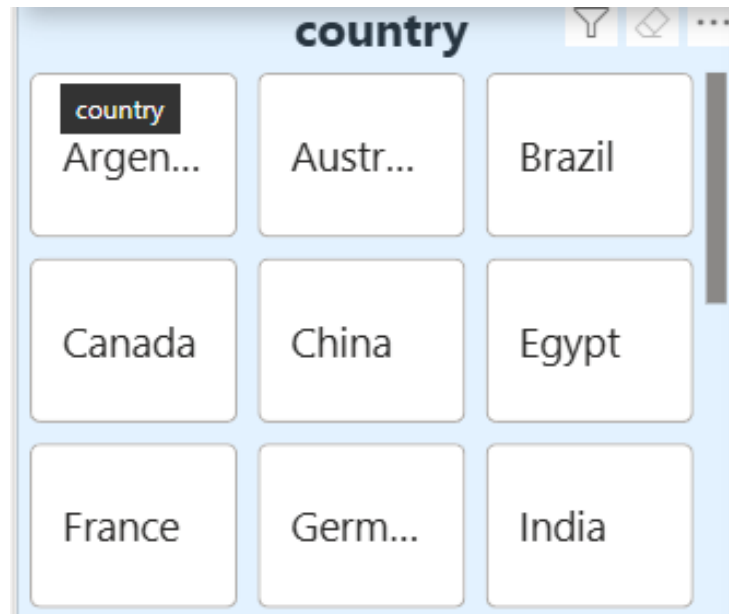 country
country
Argen...
Austr...
Brazil
Canada
China
Egypt
France
Germ...
India